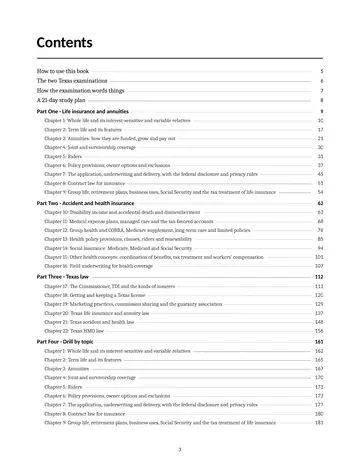 Contents
How to use this book 5
The two Texas examinations 6
How the examination words things 7
A 21-day study plan 8
Part One - Life insurance and annuities 9
Chapter 1: Whole life and its interest-sensitive and variable relatives 10
Chapter 2: Term life and its features 17
Chapter 3: Annuities: how they are funded, grow and pay out 21
Chapter 4: Joint and survivorship coverage 30
Chapter 5: Riders 31
Chapter 6: Policy provisions, owner options and exclusions 37
Chapter 7: The application, underwriting and delivery, with the federal disclosure and privacy rules 45
Chapter 8: Contract law for insurance 51
Chapter 9: Group life, retirement plans, business uses, Social Security and the tax treatment of life insurance 54
Part Two - Accident and health insurance 62
Chapter 10: Disability income and accidental death and dismemberment 63
Chapter 11: Medical expense plans, managed care and the tax-favored accounts 68
Chapter 12: Group health and COBRA, Medicare supplement, long-term care and limited policies 76
Chapter 13: Health policy provisions, clauses, riders and renewability 85
Chapter 14: Social insurance: Medicare, Medicaid and Social Security 94
Chapter 15: Other health concepts: coordination of benefits, tax treatment and workers' compensation 101
Chapter 16: Field underwriting for health coverage 107
Part Three - Texas law 112
Chapter 17: The Commissioner, TDI and the kinds of insurers 113
Chapter 18: Getting and keeping a Texas license 120
Chapter 19: Marketing practices, commission sharing and the guaranty association 129
Chapter 20: Texas life insurance and annuity law 137
Chapter 21: Texas accident and health law 148
Chapter 22: Texas HMO law 156
Part Four - Drill by topic 161
Chapter 1: Whole life and its interest-sensitive and variable relatives 162
Chapter 2: Term life and its features 165
Chapter 3: Annuities 167
Chapter 4: Joint and survivorship coverage 170
Chapter 5: Riders 171
Chapter 6: Policy provisions, owner options and exclusions 172
Chapter 7: The application, underwriting and delivery, with the federal disclosure and privacy rules 177
Chapter 8: Contract law for insurance 180
Chapter 9: Group life, retirement plans, business uses, Social Security and the tax treatment of life insurance 181
3